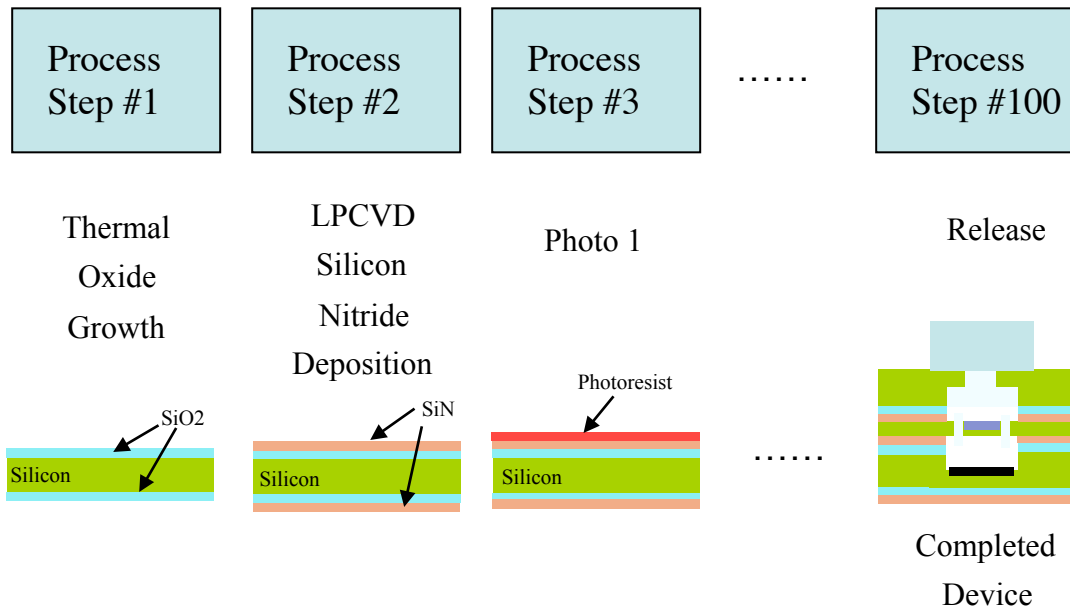 Process
Step #1
Process
Step #2
Process
Step #3
......
Process
Step #100
Thermal
Oxide
Growth
LPCVD
Silicon
Nitride
Deposition
Photo 1
Release
SiO2
Silicon
SiN
Silicon
Photoresist
Silicon
......
Completed
Device